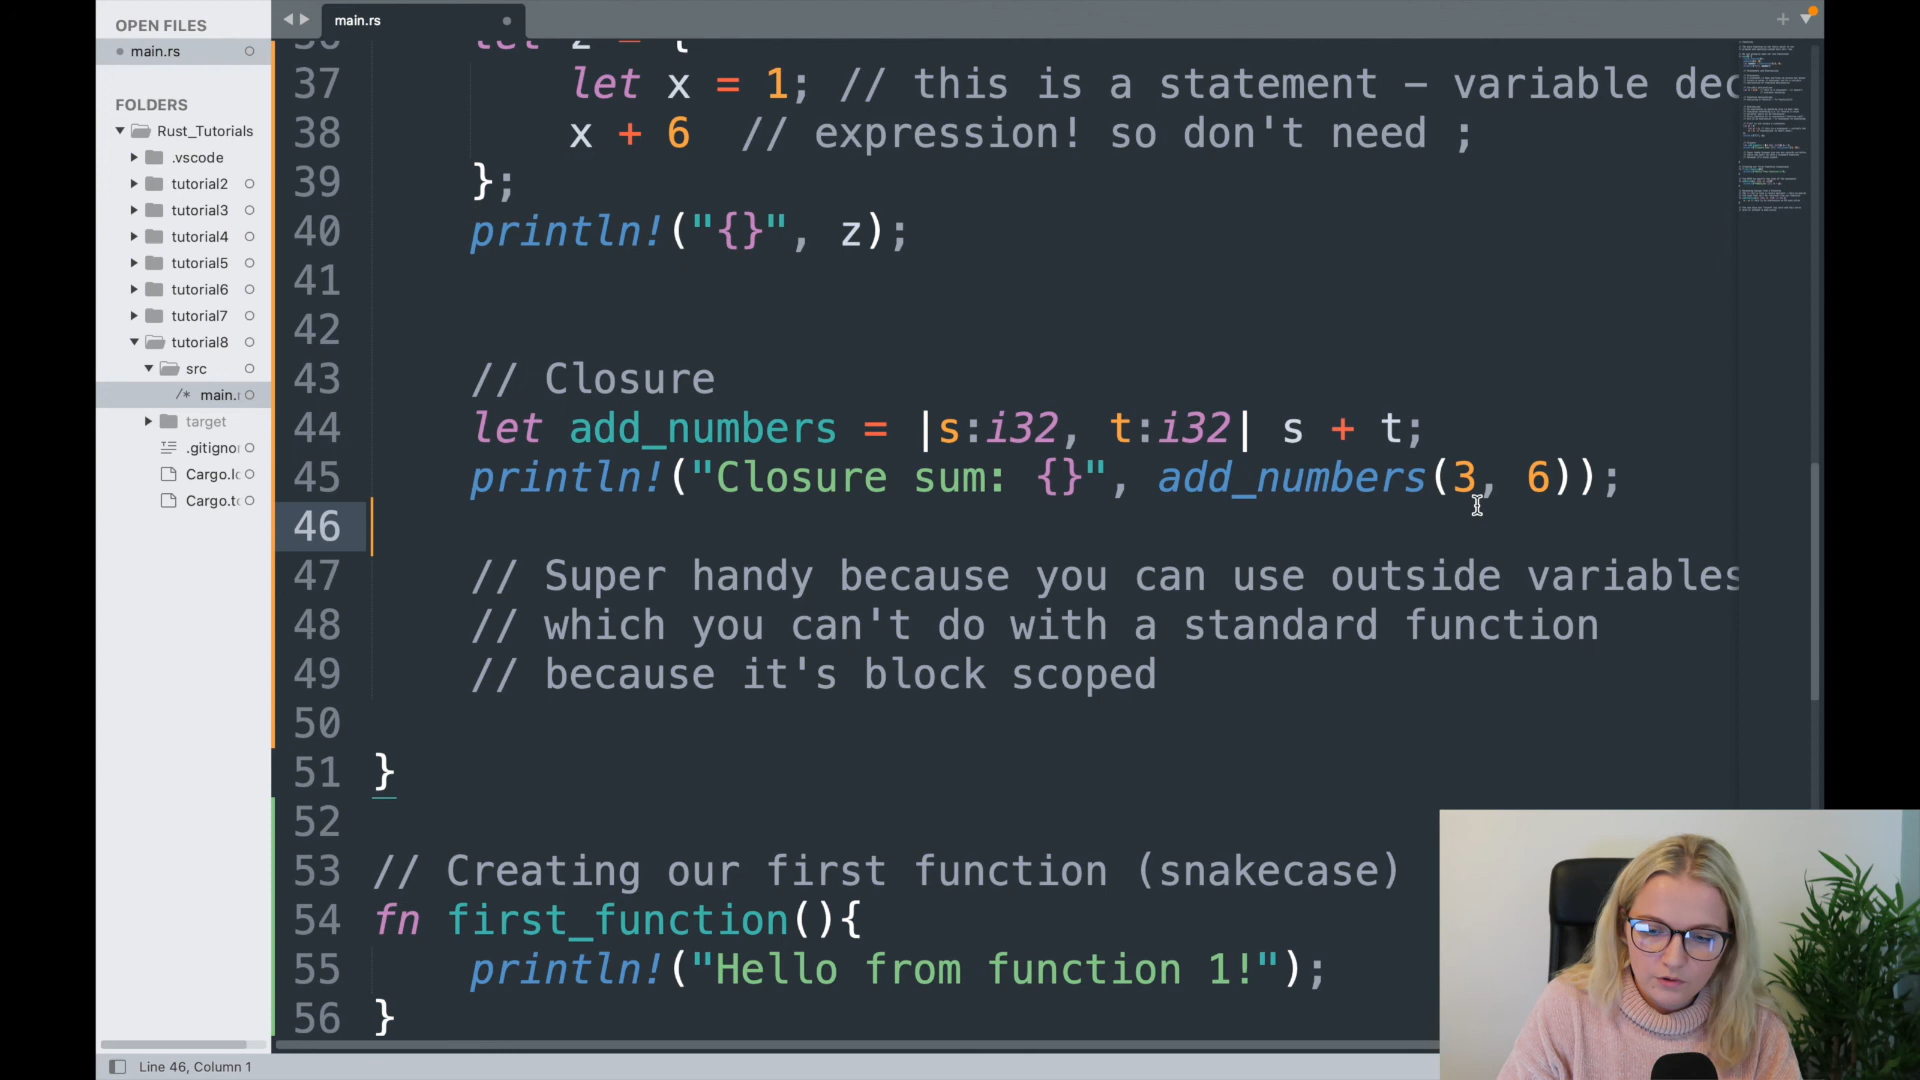 OPEN FILES
main.rs
FOLDERS
Rust_Tutorials
.vscode
tutorial2
tutorial3
tutorial4
tutorial5
tutorial6
tutorial7
tutorial8
src
/* main.
target
.gitigno
Cargo.l
Cargo.t
main.rs
36 let z = {
37 let x = 1; // this is a statement – variable dec
38 x + 6 // expression! so don't need ;
39 };
40 println!("{}", z);
41
42
43 // Closure
44 let add_numbers = |s:i32, t:i32| s + t;
45 println!("Closure sum: {}", add_numbers(3, 6));
46
47 // Super handy because you can use outside variables
48 // which you can't do with a standard function
49 // because it's block scoped
50
51 }
52
53 // Creating our first function (snakecase)
54 fn first_function(){
55 println!("Hello from function 1!");
56 }
Line 46, Column 1